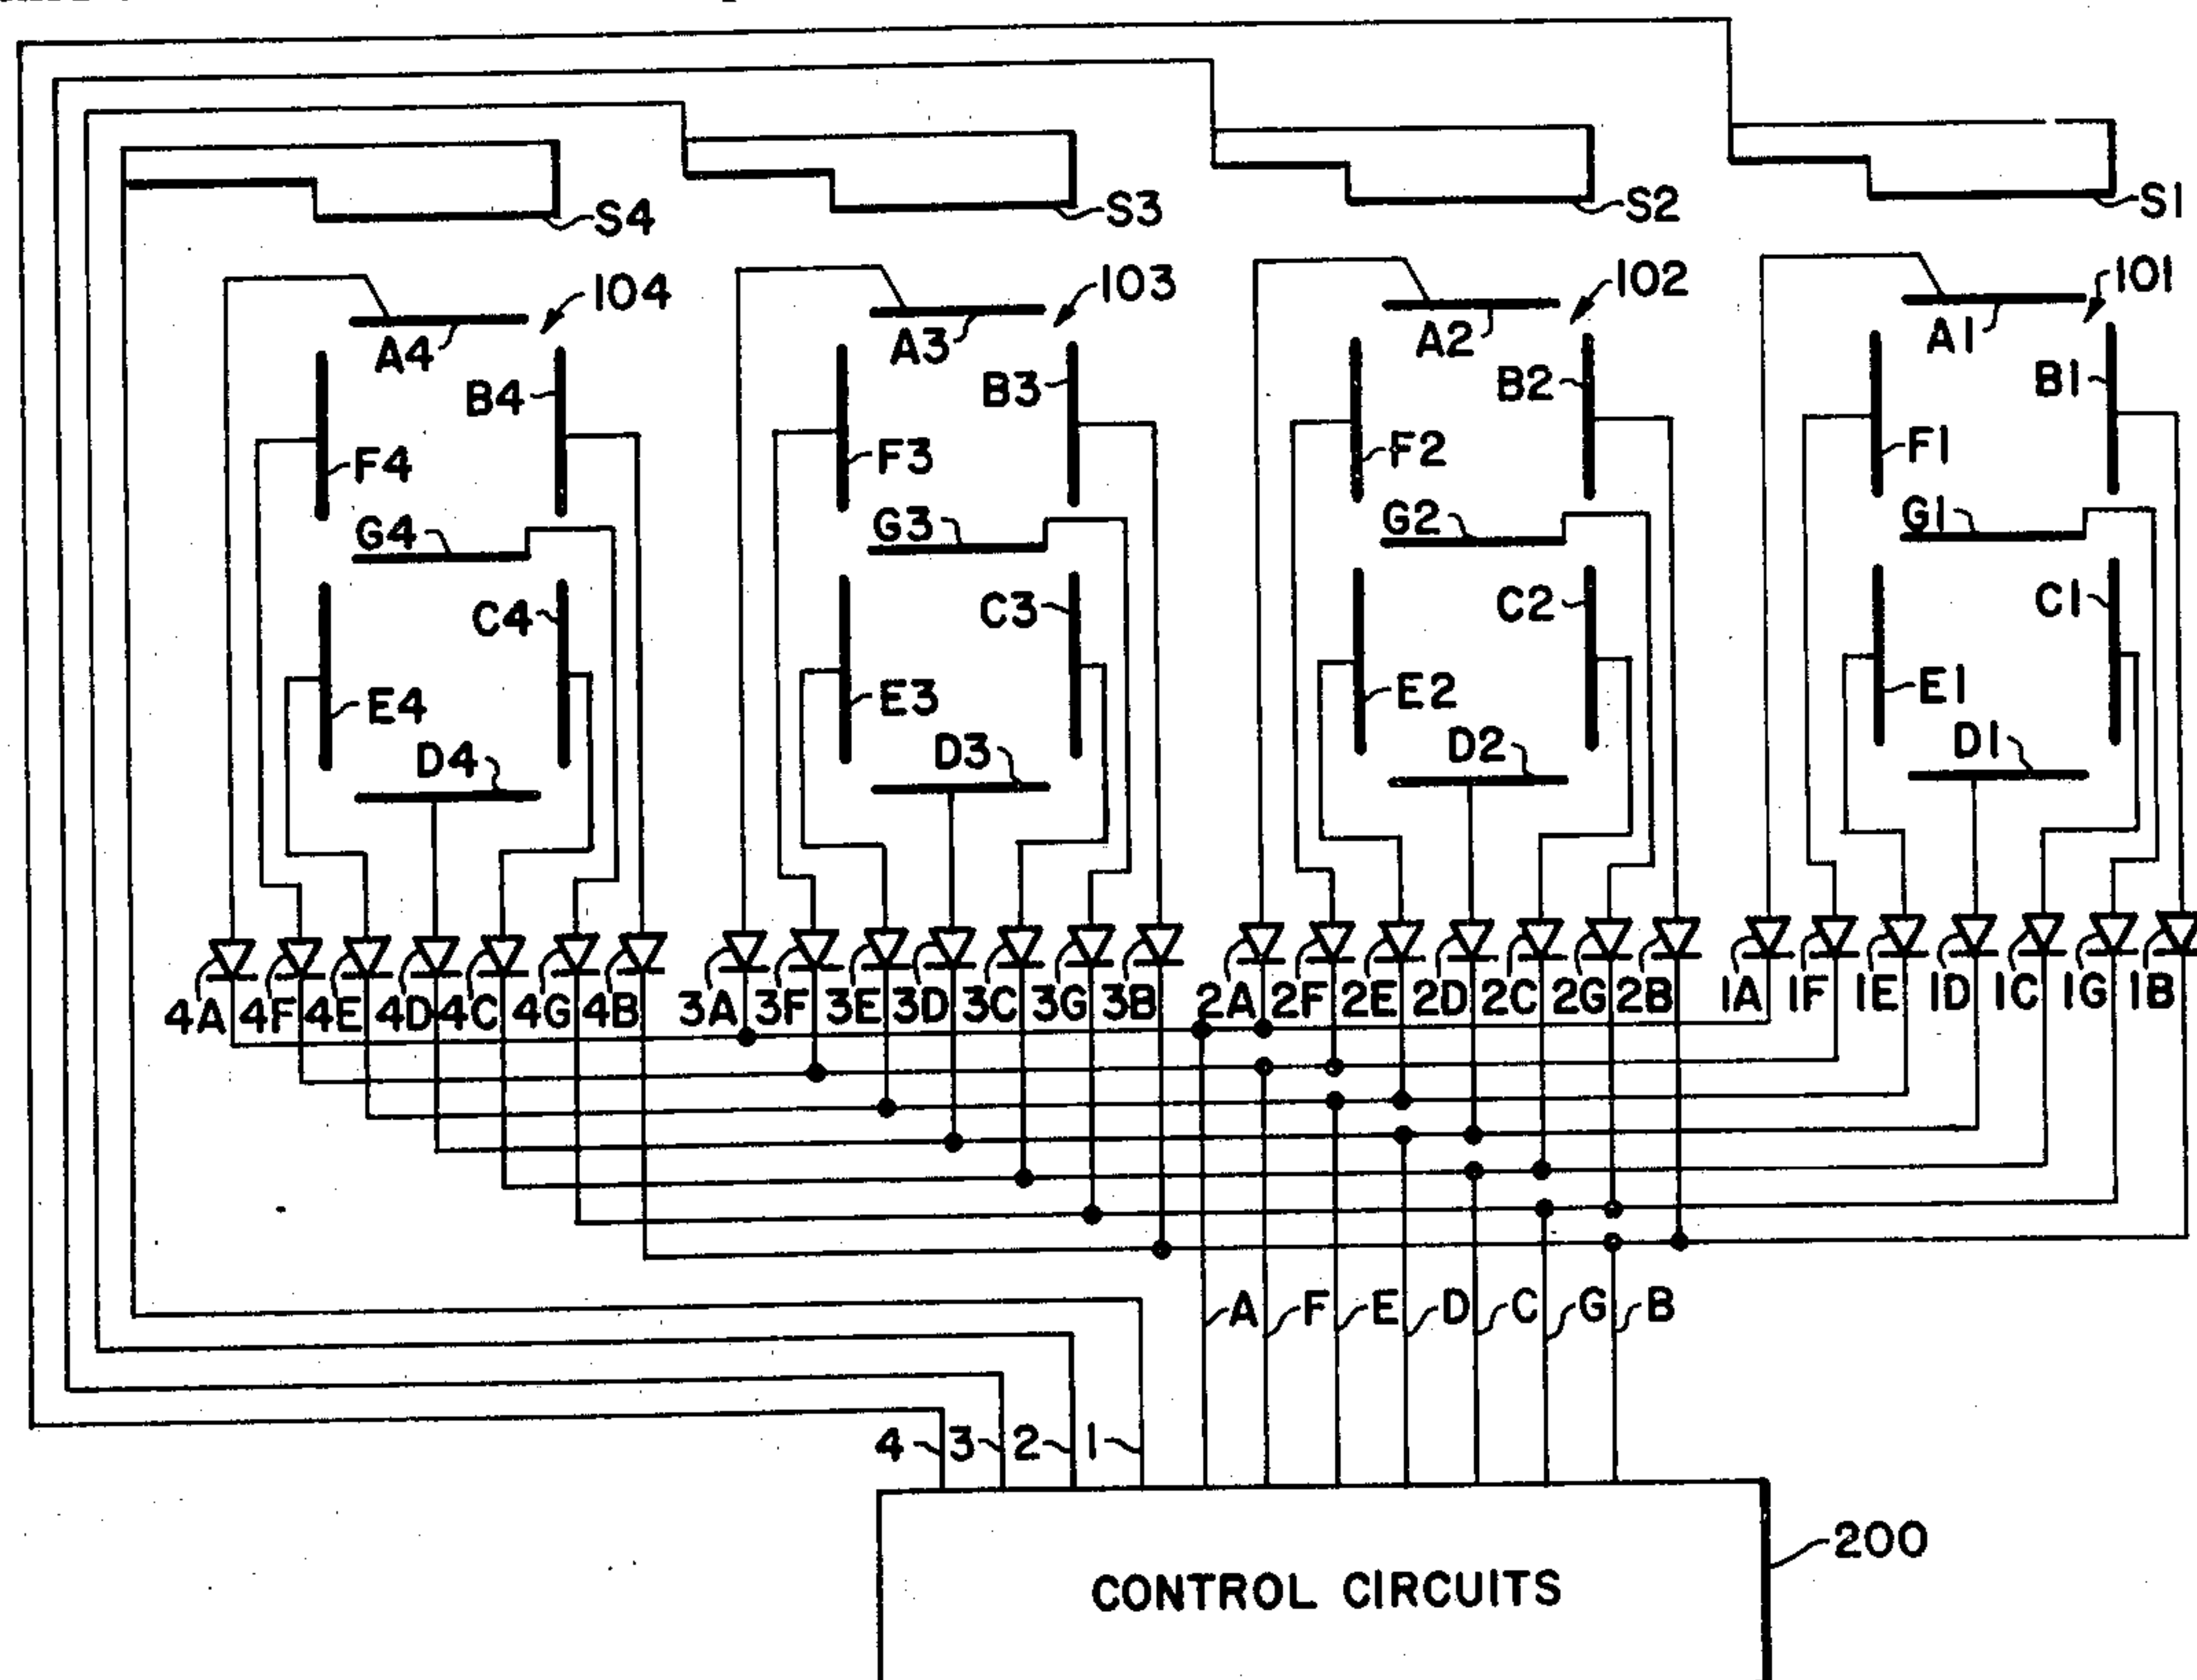 S4 S3 S2 S1
104 103 102 101
A4 A3 A2 A1
B4 B3 B2 B1
F4 F3 F2 F1
G4 G3 G2 G1
C4 C3 C2 C1
E4 E3 E2 E1
D4 D3 D2 D1
4A 4F 4E 4D 4C 4G 4B 3A 3F 3E 3D 3C 3G 3B 2A 2F 2E 2D 2C 2G 2B 1A 1F 1E 1D 1C 1G 1B
A F E D C G B
4 3 2 1
200
CONTROL CIRCUITS